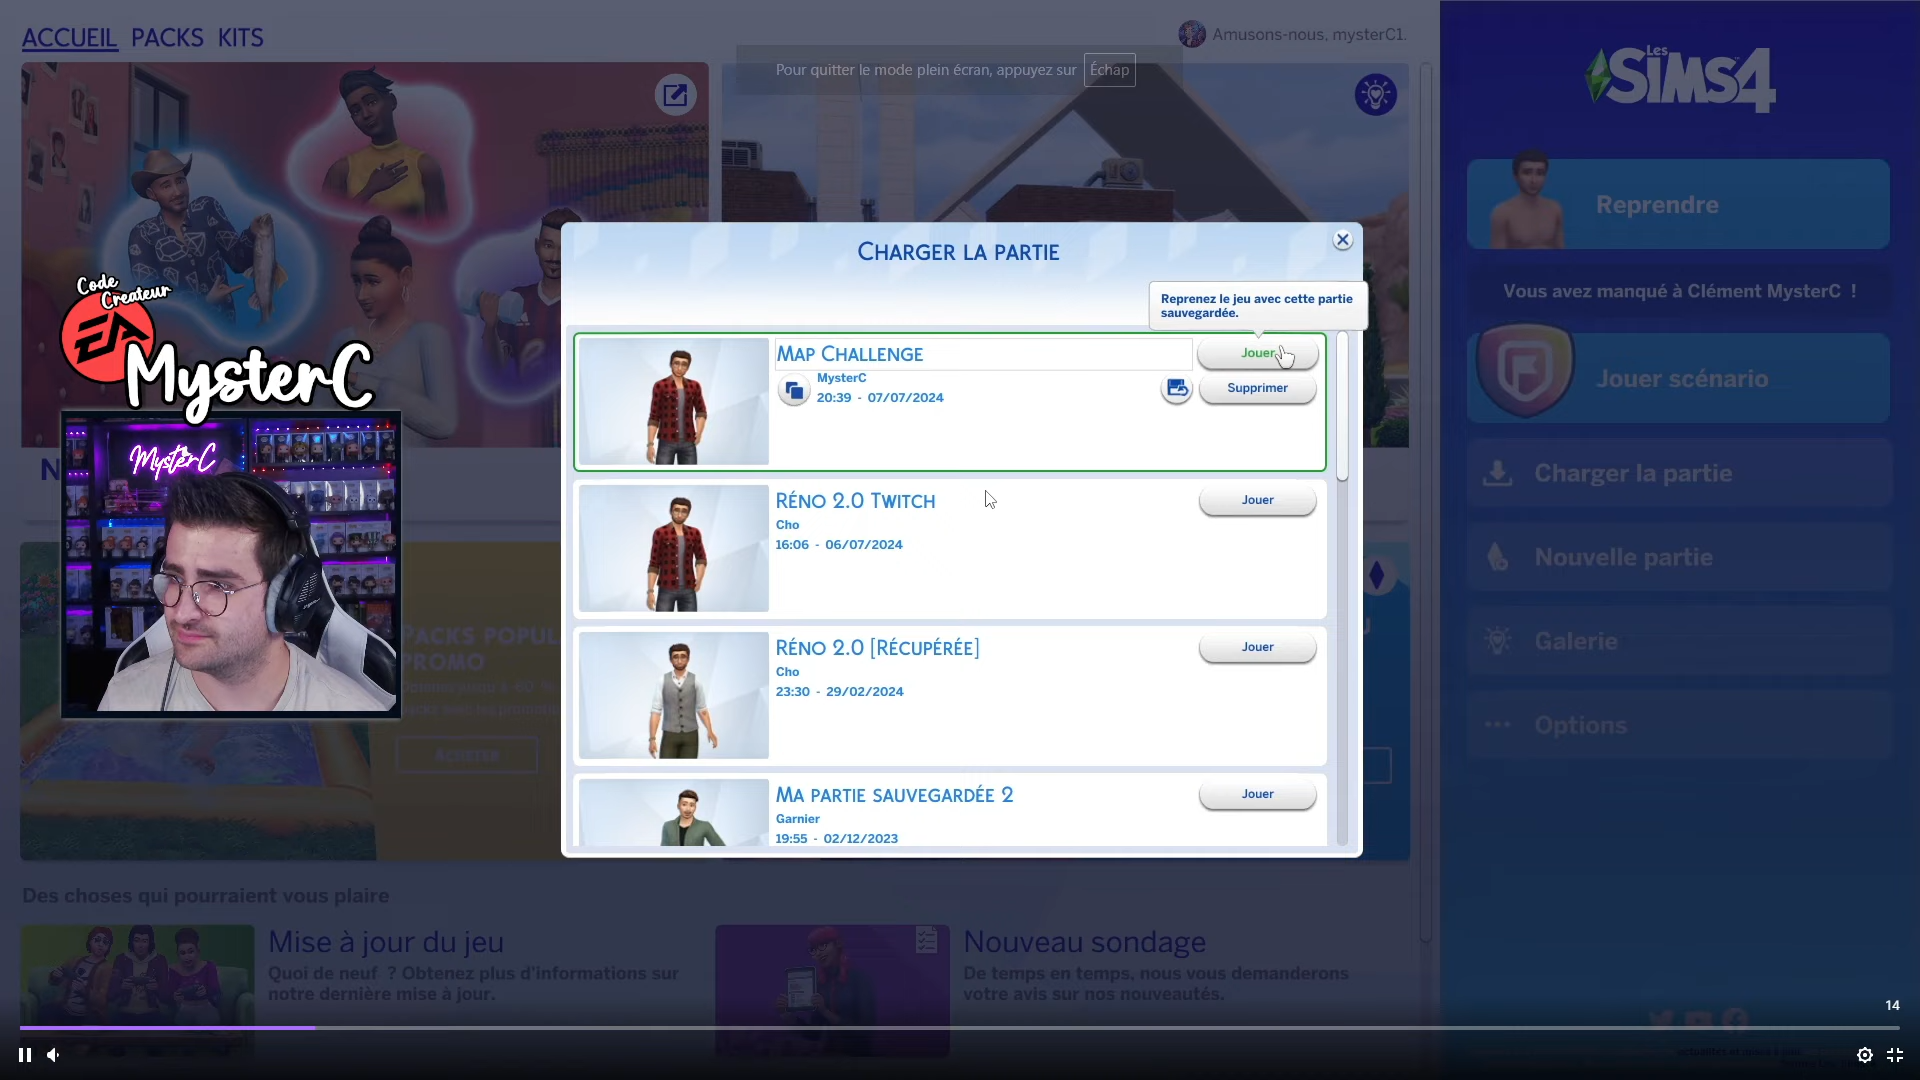 ACCUEIL PACKS KITS
Amusons-nous, mysterC1.
Pour quitter le mode plein écran, appuyez sur Échap
Les
SIMS4
Reprendre
Vous avez manqué à Clément MysterC !
Jouer scénario
Charger la partie
Nouvelle partie
Galerie
Options
CHARGER LA PARTIE
Reprenez le jeu avec cette partie
sauvegardée.
MAP CHALLENGE
Jouer
MysterC
20:39 - 07/07/2024
Supprimer
RÉNO 2.0 TWITCH
Jouer
Cho
16:06 - 06/07/2024
RÉNO 2.0 [RÉCUPÉRÉE]
Jouer
Cho
23:30 - 29/02/2024
MA PARTIE SAUVEGARDÉE 2
Jouer
Garnier
19:55 - 02/12/2023
Code
Créateur
EA
MysterC
MysterC
PACKS
PROMO
ACHETER
Des choses qui pourraient vous plaire
Mise à jour du jeu
Quoi de neuf ? Obtenez plus d'informations sur
notre dernière mise à jour.
Nouveau sondage
De temps en temps, nous vous demanderons
votre avis sur nos nouveautés.
14